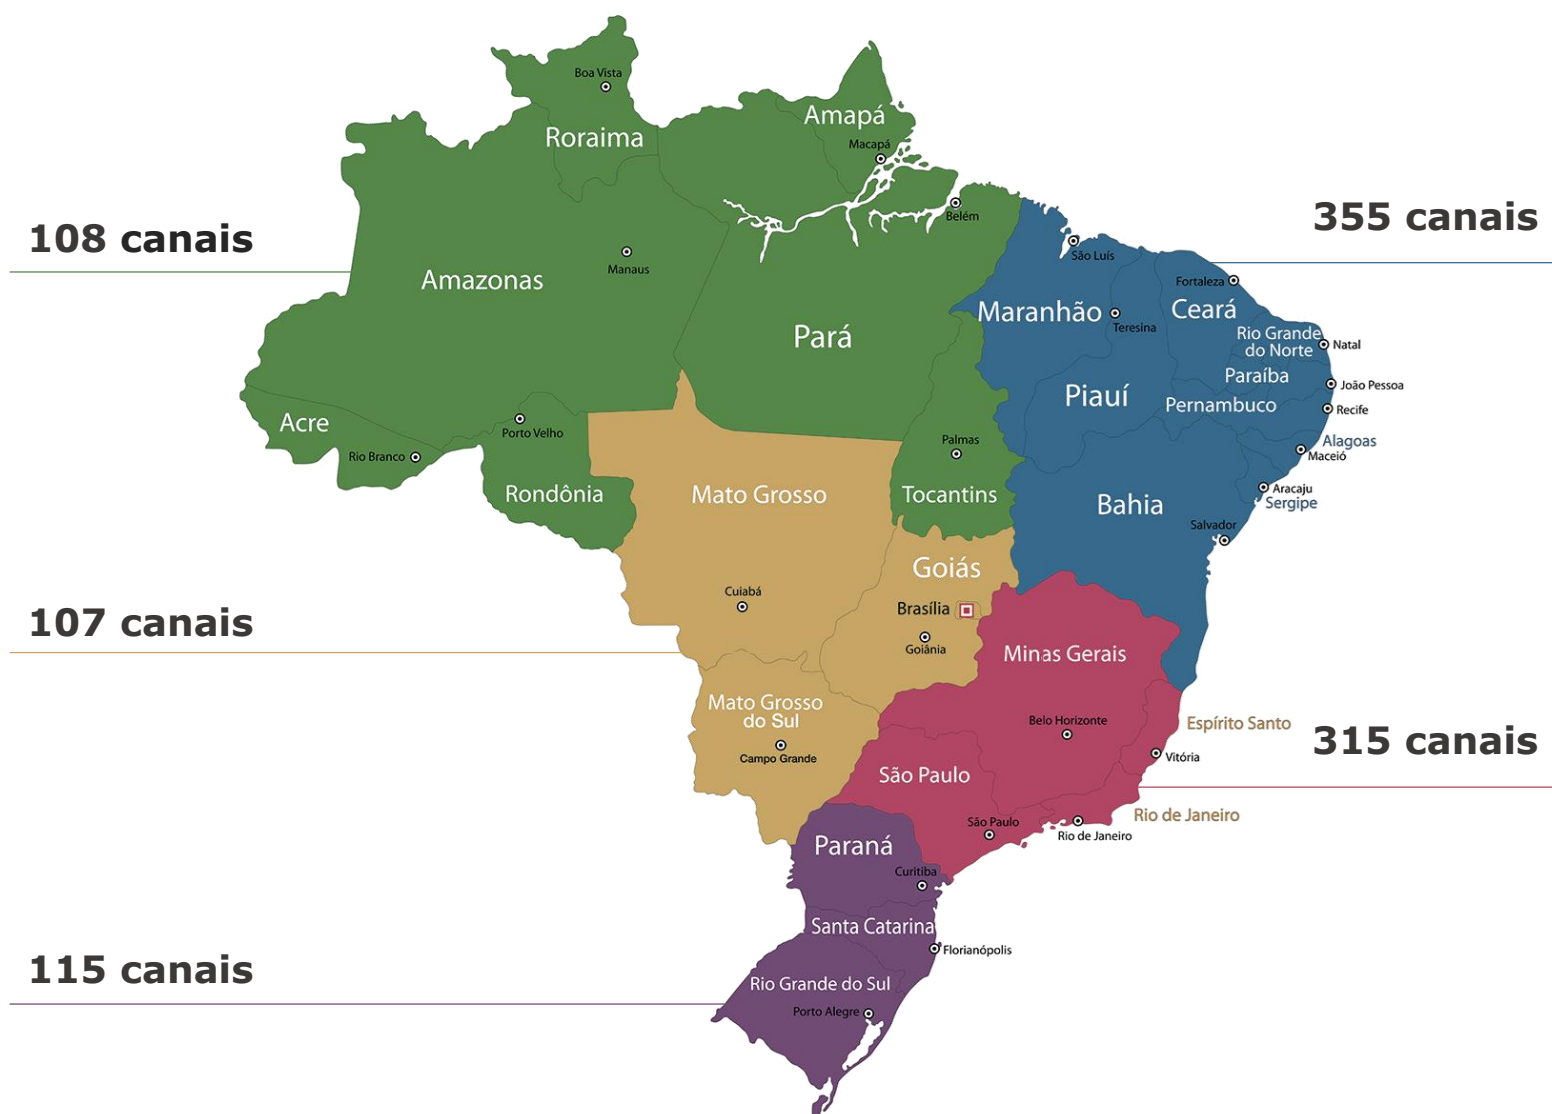 Boa Vista
Roraima
Amapá
Macapá
Belém
108 canais
355 canais
São Luís
Manaus
Amazonas
Fortaleza
Ceará
Maranhão
Teresina
Rio Grande
do Norte
Natal
Pará
Paraíba
João Pessoa
Piauí
Pernambuco
Recife
Acre
Porto Velho
Palmas
Alagoas
Maceió
Rio Branco
Rondônia
Mato Grosso
Tocantins
Bahia
Aracaju
Sergipe
Salvador
Goiás
Cuiabá
Brasília
107 canais
Goiânia
Minas Gerais
Mato Grosso
do Sul
Belo Horizonte
Espírito Santo
315 canais
Campo Grande
Vitória
São Paulo
Rio de Janeiro
São Paulo
Rio de Janeiro
Paraná
Curitiba
Santa Catarina
Florianópolis
115 canais
Rio Grande do Sul
Porto Alegre